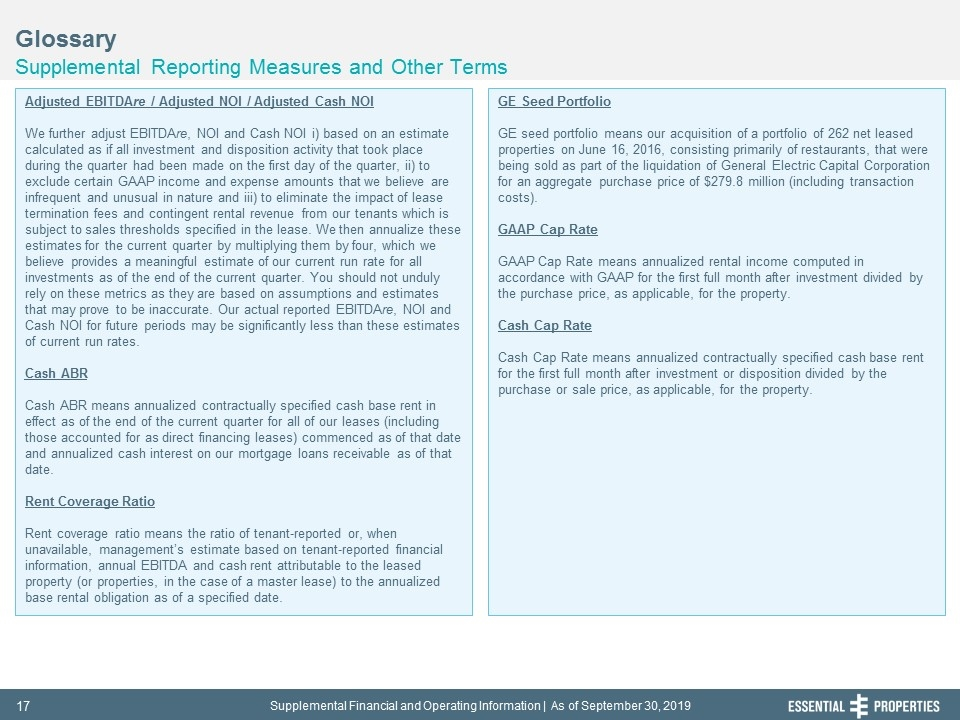 Glossary
Supplemental Reporting Measures and Other Terms
Adjusted EBITDAre / Adjusted NOI / Adjusted Cash NOI
We further adjust EBITDAre, NOI and Cash NOI i) based on an estimate
calculated as if all investment and disposition activity that took place
during the quarter had been made on the first day of the quarter, ii) to
exclude certain GAAP income and expense amounts that we believe are
infrequent and unusual in nature and iii) to eliminate the impact of lease
termination fees and contingent rental revenue from our tenants which is
subject to sales thresholds specified in the lease. We then annualize these
estimates for the current quarter by multiplying them by four, which we
believe provides a meaningful estimate of our current run rate for all
investments as of the end of the current quarter. You should not unduly
rely on these metrics as they are based on assumptions and estimates
that may prove to be inaccurate. Our actual reported EBITDAre, NOI and
Cash NOI for future periods may be significantly less than these estimates
of current run rates.
Cash ABR
Cash ABR means annualized contractually specified cash base rent in
effect as of the end of the current quarter for all of our leases (including
those accounted for as direct financing leases) commenced as of that date
and annualized cash interest on our mortgage loans receivable as of that
date.
Rent Coverage Ratio
Rent coverage ratio means the ratio of tenant-reported or, when
unavailable, management's estimate based on tenant-reported financial
information, annual EBITDA and cash rent attributable to the leased
property (or properties, in the case of a master lease) to the annualized
base rental obligation as of a specified date.
GE Seed Portfolio
GE seed portfolio means our acquisition of a portfolio of 262 net leased
properties on June 16, 2016, consisting primarily of restaurants, that were
being sold as part of the liquidation of General Electric Capital Corporation
for an aggregate purchase price of $279.8 million (including transaction
costs).
GAAP Cap Rate
GAAP Cap Rate means annualized rental income computed in
accordance with GAAP for the first full month after investment divided by
the purchase price, as applicable, for the property.
Cash Cap Rate
Cash Cap Rate means annualized contractually specified cash base rent
for the first full month after investment or disposition divided by the
purchase or sale price, as applicable, for the property.
17
Supplemental Financial and Operating Information | As of September 30, 2019
ESSENTIAL PROPERTIES